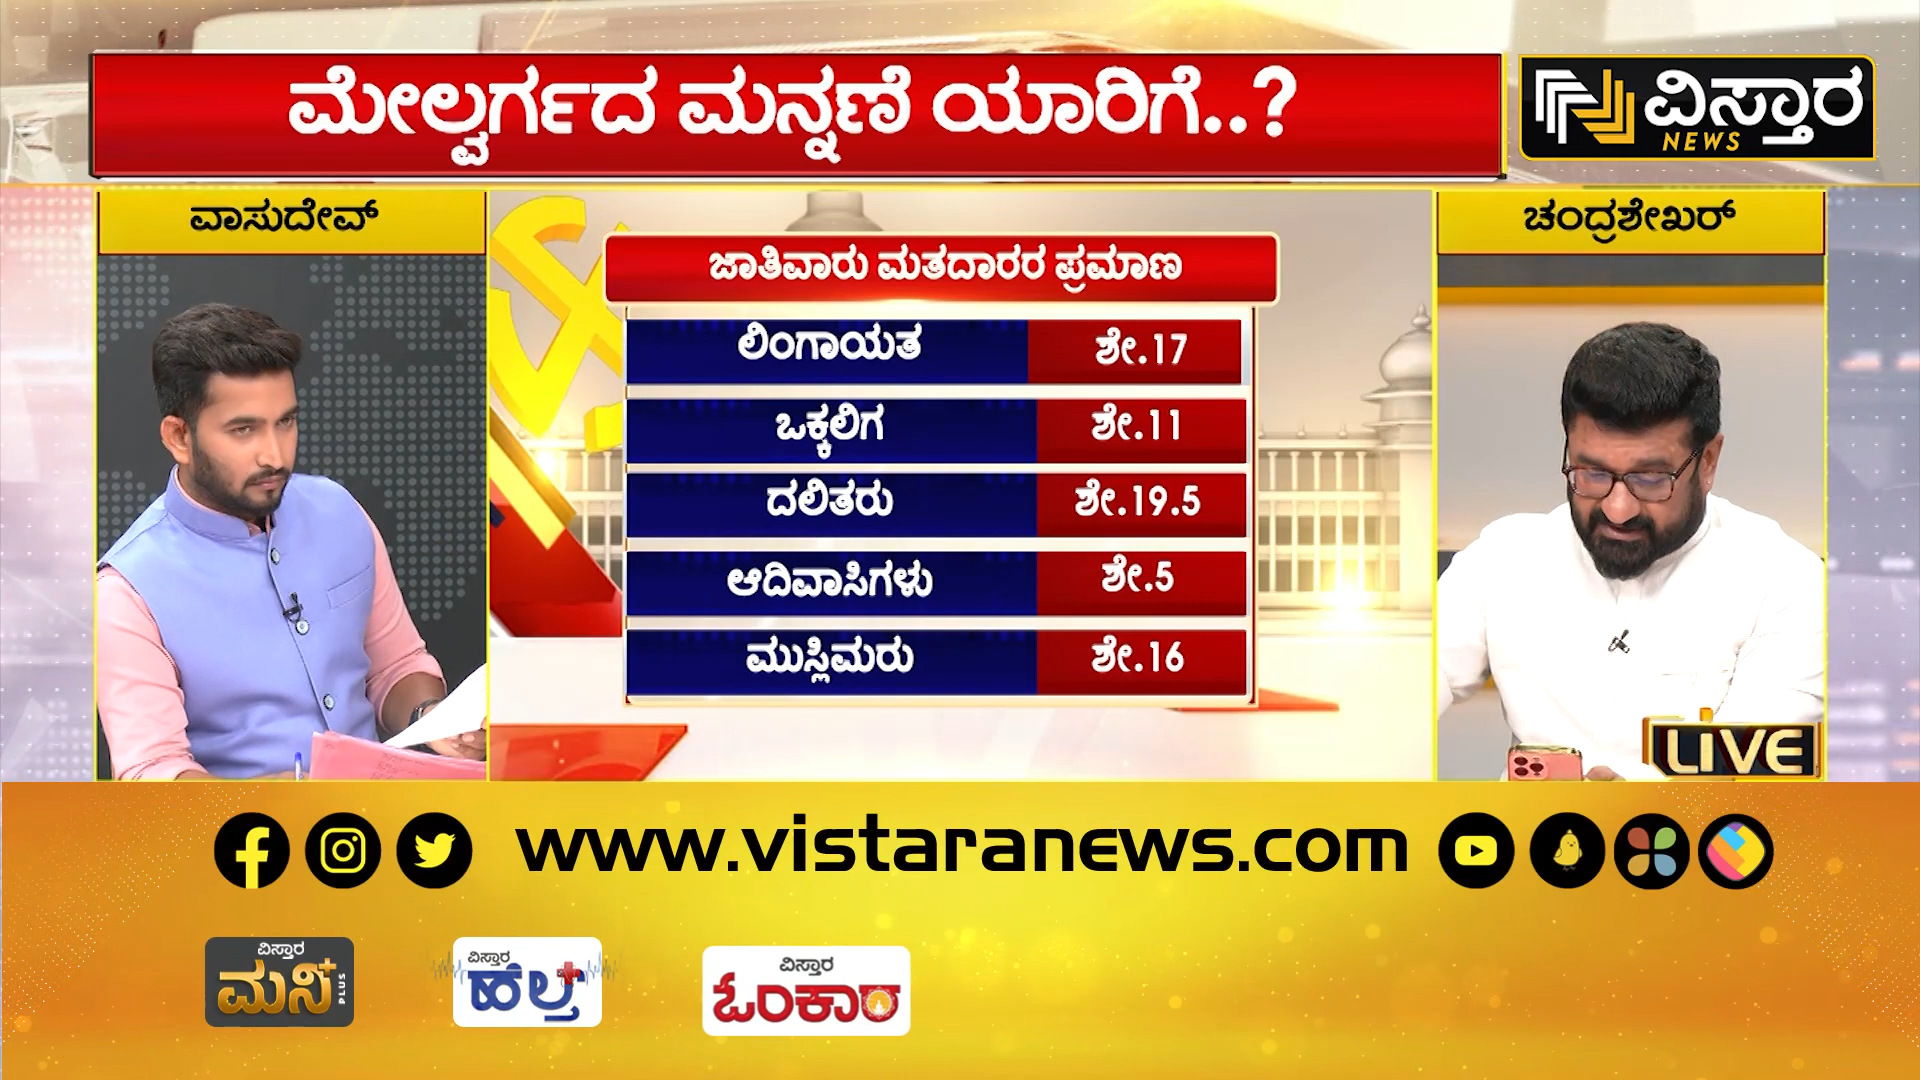 ಮೇಲ್ವರ್ಗದ ಮನ್ನಣೆ ಯಾರಿಗೆ..?
ವಿಸ್ತಾರ
NEWS
ವಾಸುದೇವ್
ಚಂದ್ರಶೇಖರ್
ಜಾತಿವಾರು ಮತದಾರರ ಪ್ರಮಾಣ
ಲಿಂಗಾಯತ ಶೇ.17
ಒಕ್ಕಲಿಗ ಶೇ.11
ದಲಿತರು ಶೇ.19.5
ಆದಿವಾಸಿಗಳು ಶೇ.5
ಮುಸ್ಲಿಮರು ಶೇ.16
LIVE
www.vistaranews.com
ವಿಸ್ತಾರ
ಮನಿ+
PLUS
ವಿಸ್ತಾರ
ಹೆಲ್ತ್
ವಿಸ್ತಾರ
ಓಂಕಾರ